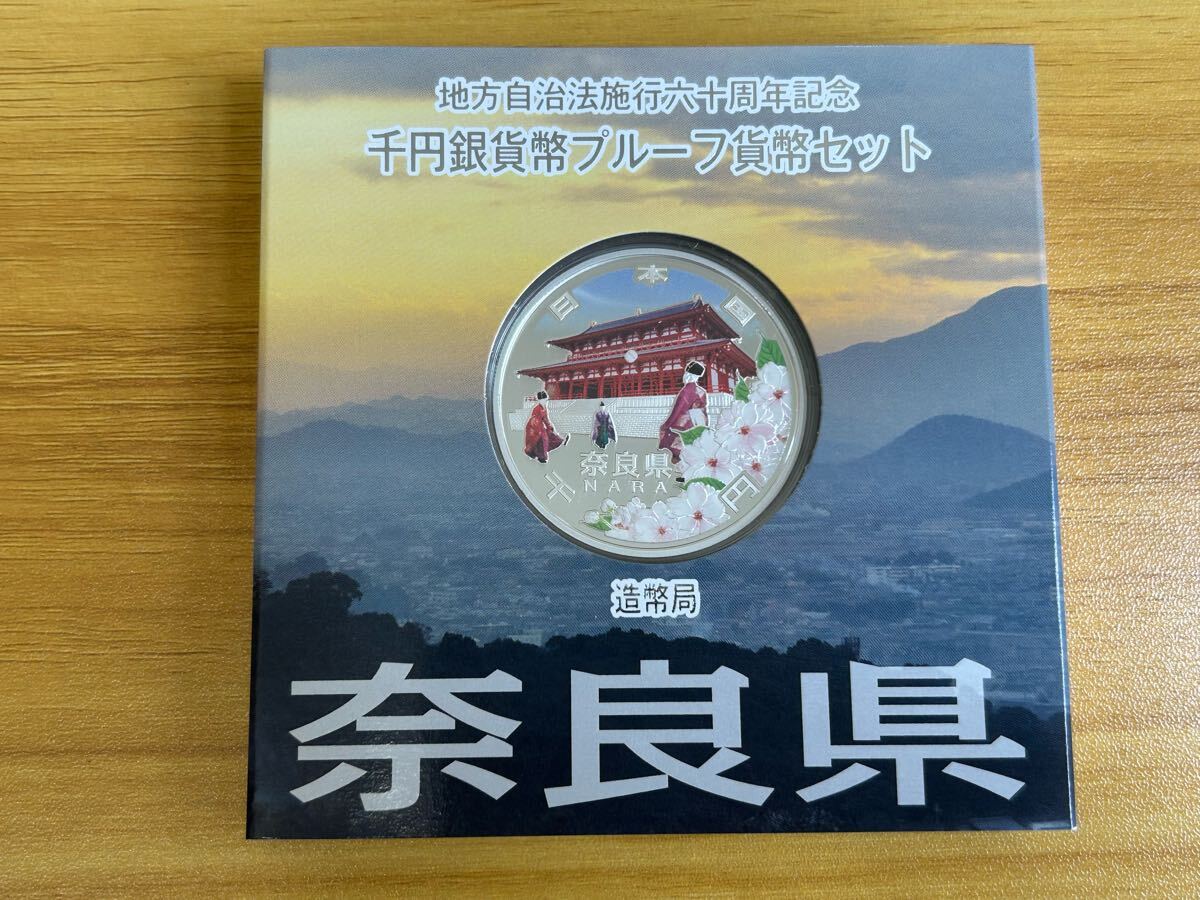 地方自治法施行六十周年記念
千円銀貨幣プルーフ貨幣セット
日本国
奈良県
NARA
千円
造幣局
奈良県